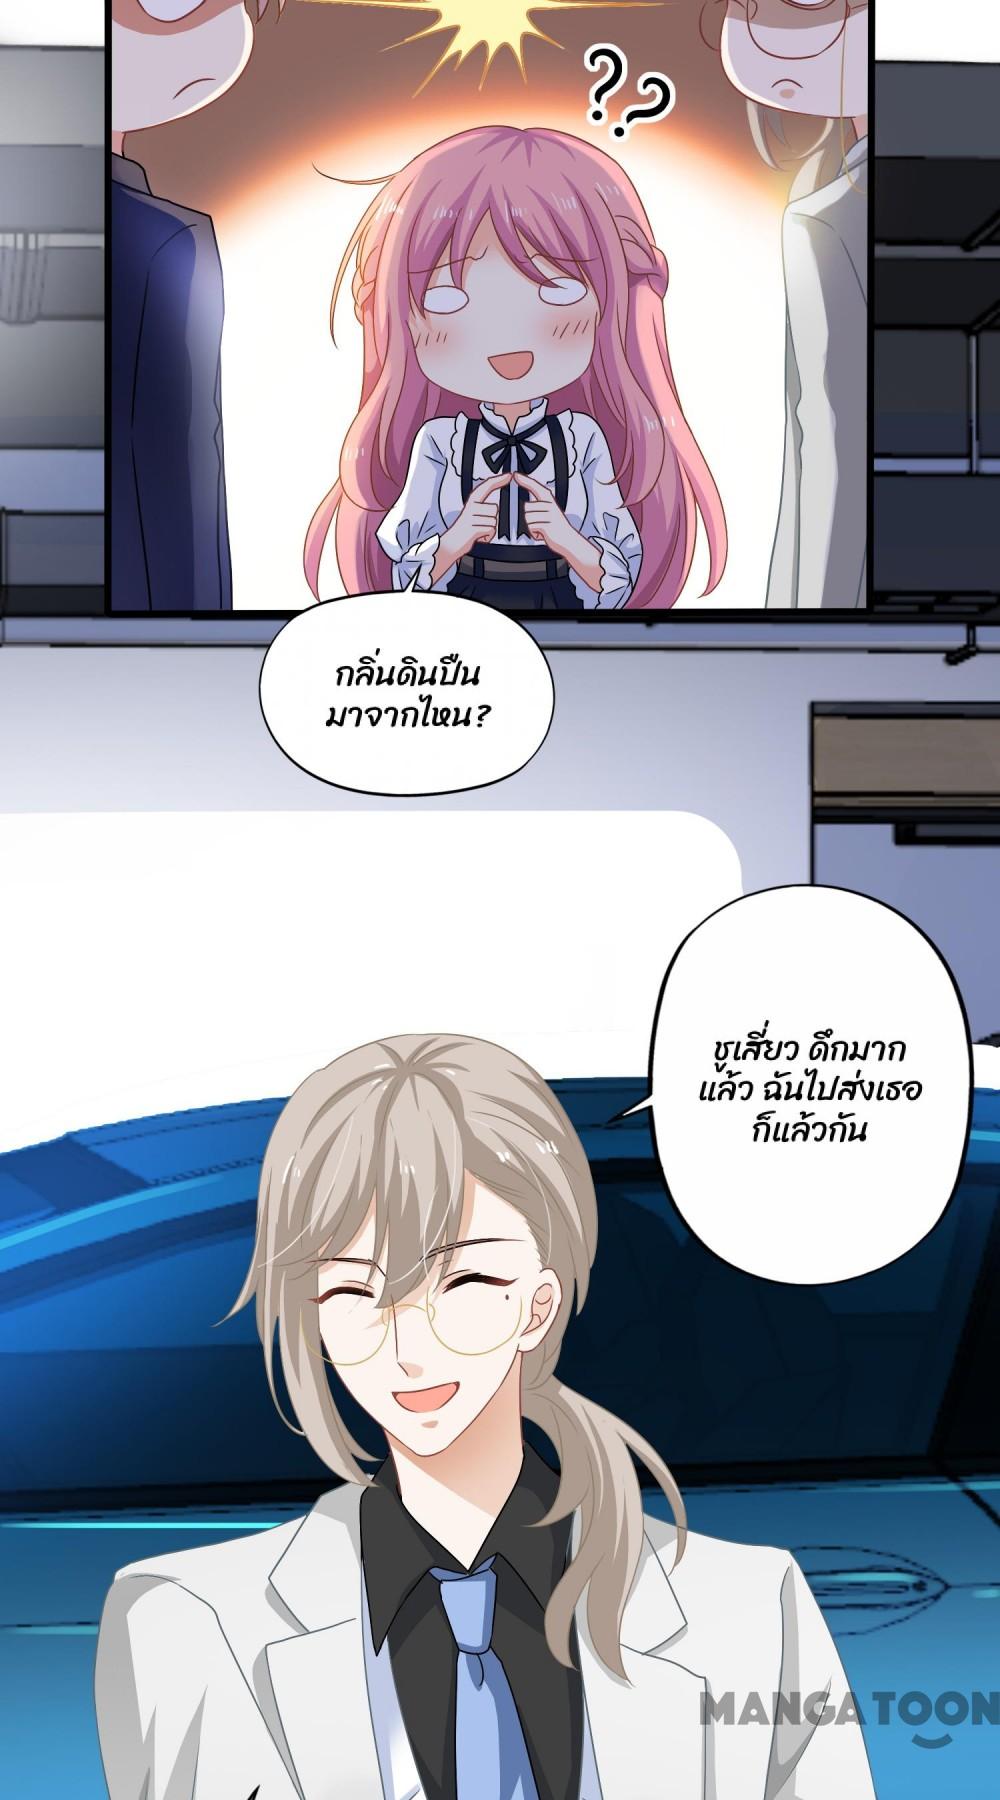 ??
กลิ่นดินปืน
มาจากไหน?
ชูเสี่ยว ดึกมาก
แล้ว ฉันไปส่งเธอ
ก็แล้วกัน
MANGATOON